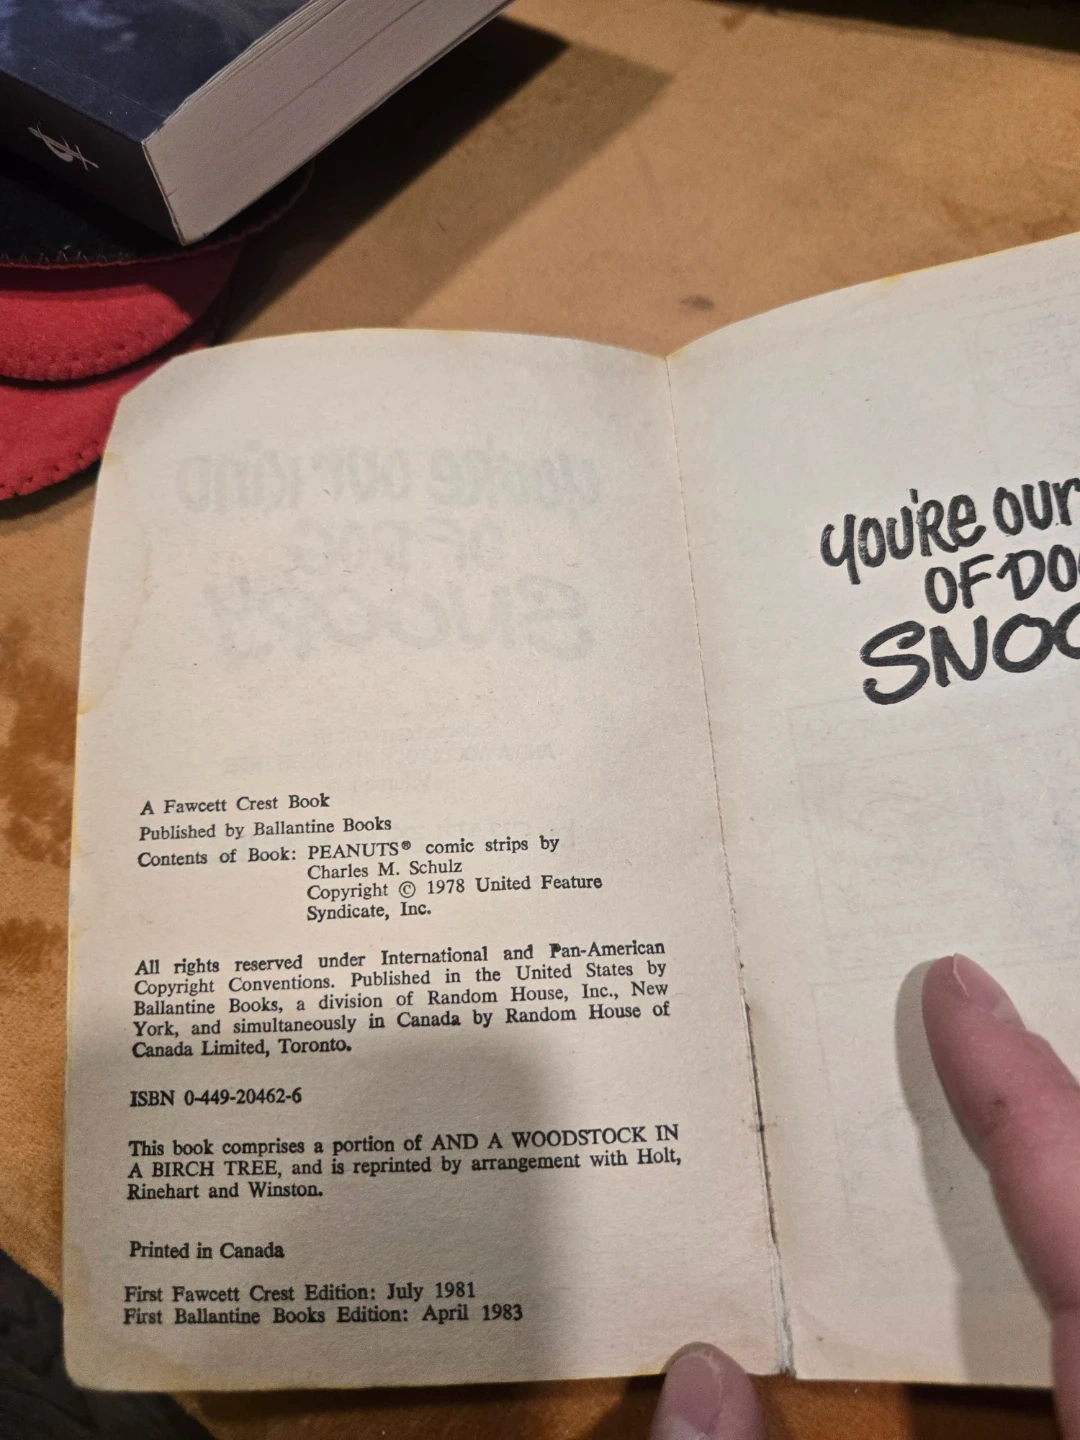 A Fawcett Crest Book
Published by Ballantine Books
Contents of Book: PEANUTS® comic strips by
Charles M. Schulz
Copyright © 1978 United Feature
Syndicate, Inc.
All rights reserved under International and Pan-American
Copyright Conventions. Published in the United States by
Ballantine Books, a division of Random House, Inc., New
York, and simultaneously in Canada by Random House of
Canada Limited, Toronto.
ISBN 0-449-20462-6
This book comprises a portion of AND A WOODSTOCK IN
A BIRCH TREE, and is reprinted by arrangement with Holt,
Rinehart and Winston.
Printed in Canada
First Fawcett Crest Edition: July 1981
First Ballantine Books Edition: April 1983
YOU'RE OUR
OF DO
SNOO